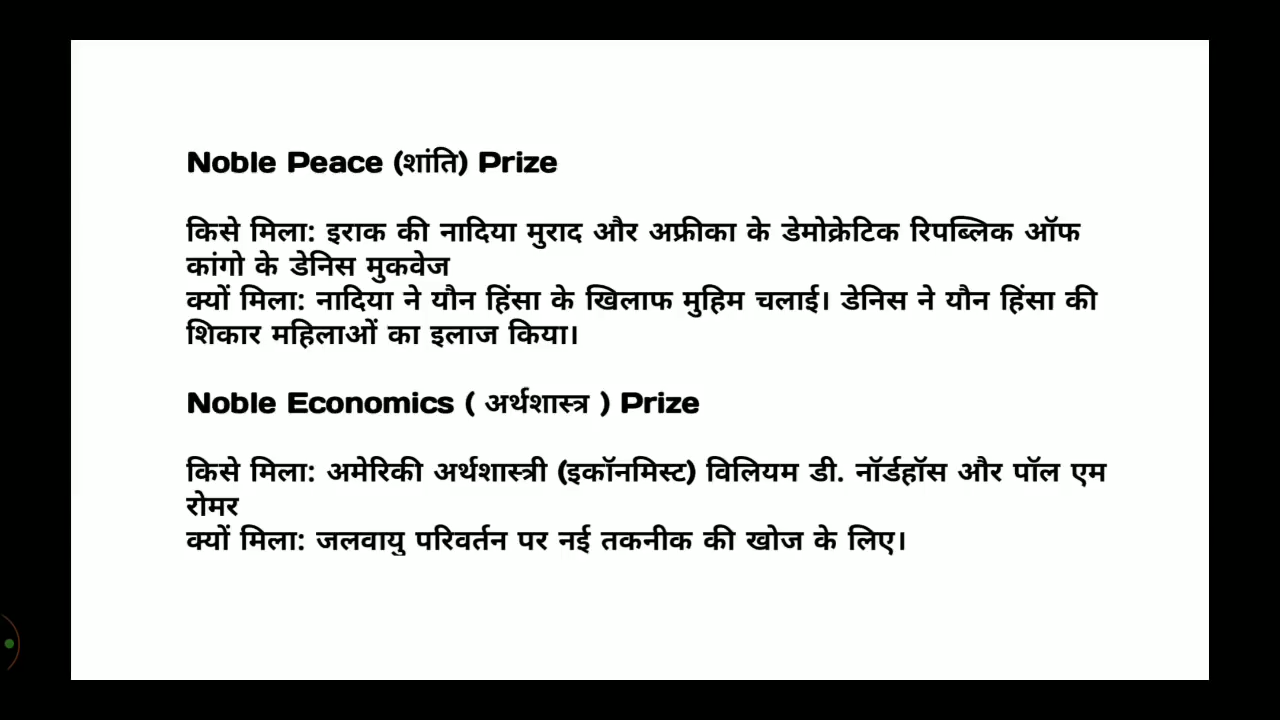 Noble Peace (शांति) Prize
किसे मिला: इराक की नादिया मुराद और अफ्रीका के डेमोक्रेटिक रिपब्लिक ऑफ
कांगो के डेनिस मुकवेज
क्यों मिला: नादिया ने यौन हिंसा के खिलाफ मुहिम चलाई। डेनिस ने यौन हिंसा की
शिकार महिलाओं का इलाज किया।
Noble Economics ( अर्थशास्त्र ) Prize
किसे मिला: अमेरिकी अर्थशास्त्री (इकॉनमिस्ट) विलियम डी. नॉर्डहॉस और पॉल एम
रोमर
क्यों मिला: जलवायु परिवर्तन पर नई तकनीक की खोज के लिए।